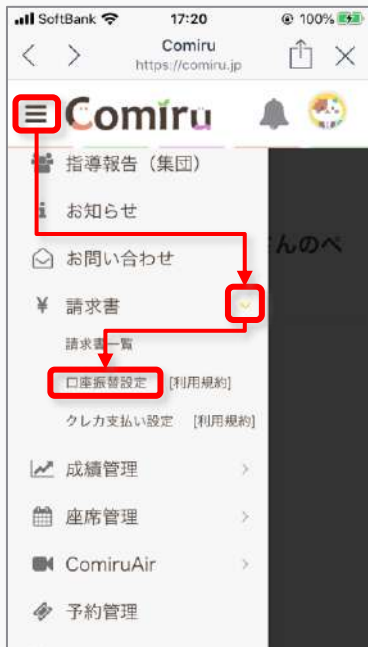 SoftBank 17:20 100%
Comiru
https://comiru.jp
Comiru
指導報告（集団）
お知らせ
んのペ
お問い合わせ
¥ 請求書
請求書一覧
口座振替設定 [利用規約]
クレカ支払い設定 [利用規約]
成績管理
座席管理
ComiruAir
予約管理